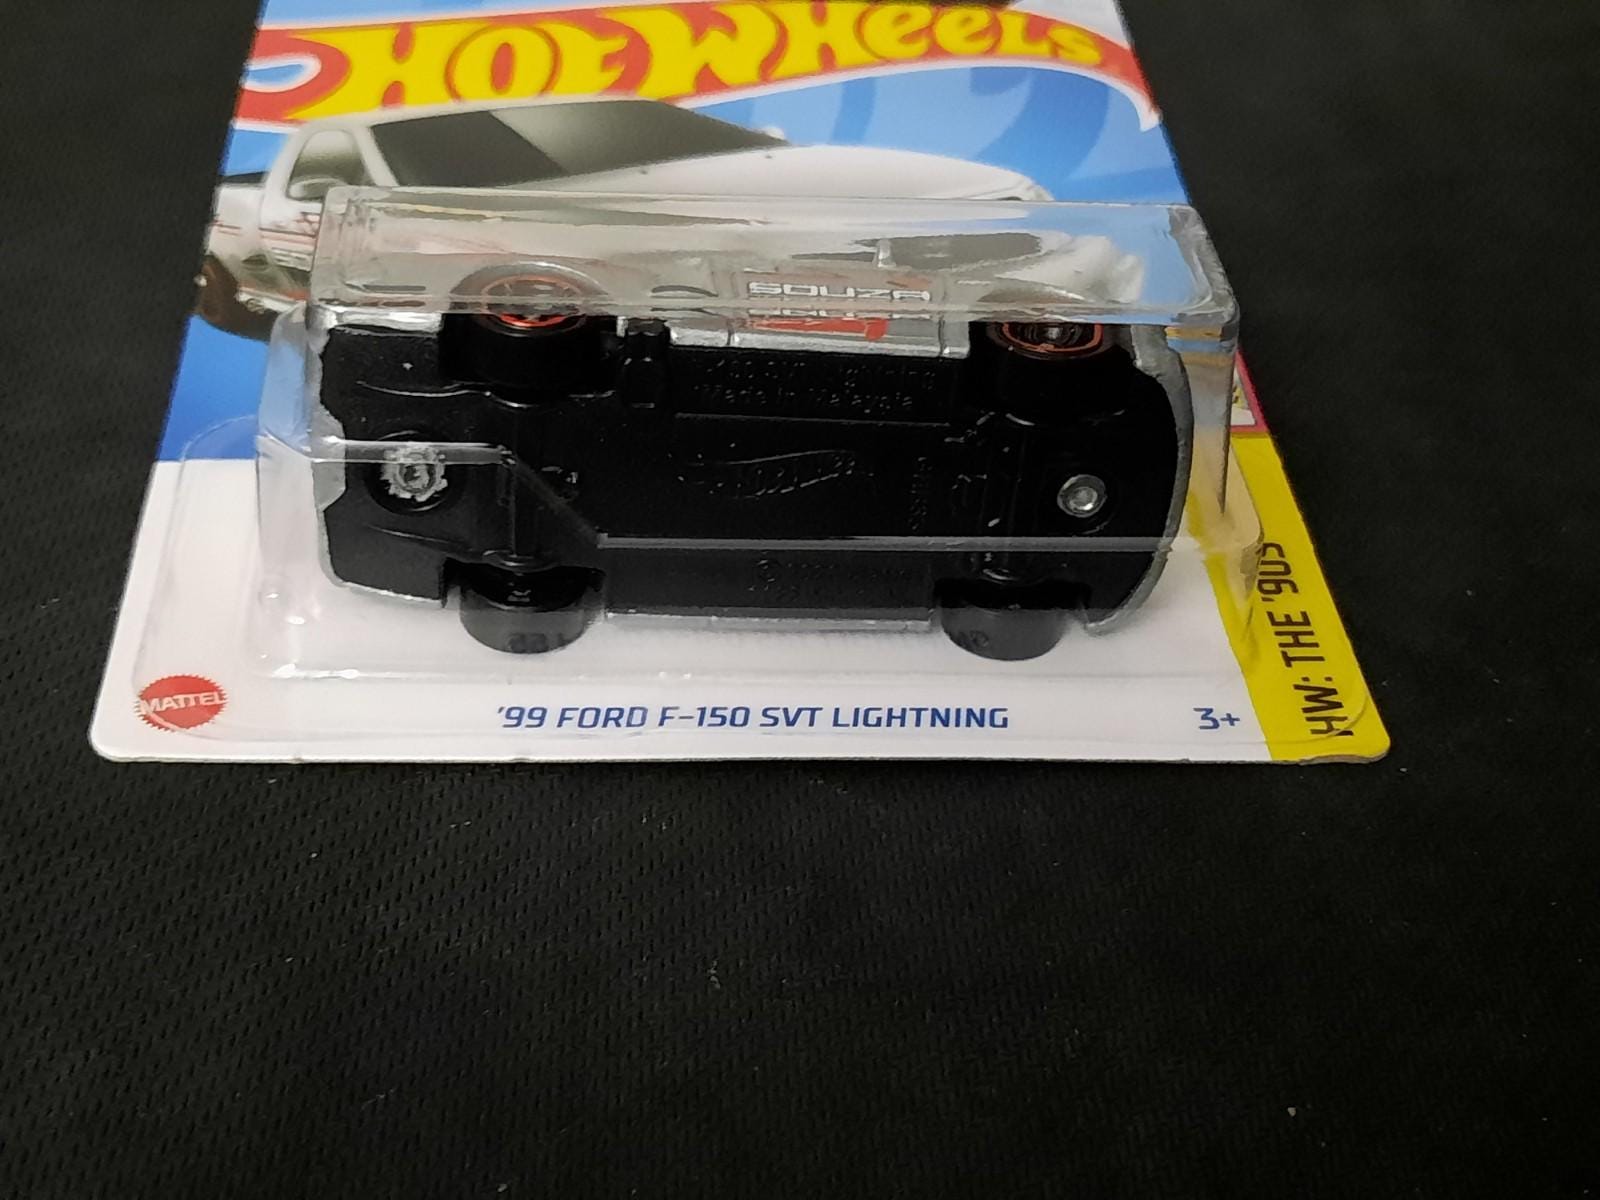 HOT WHEELS
SOUZA
Made in Malaysia
MATTEL
'99 FORD F-150 SVT LIGHTNING
3+
HW: THE '90S